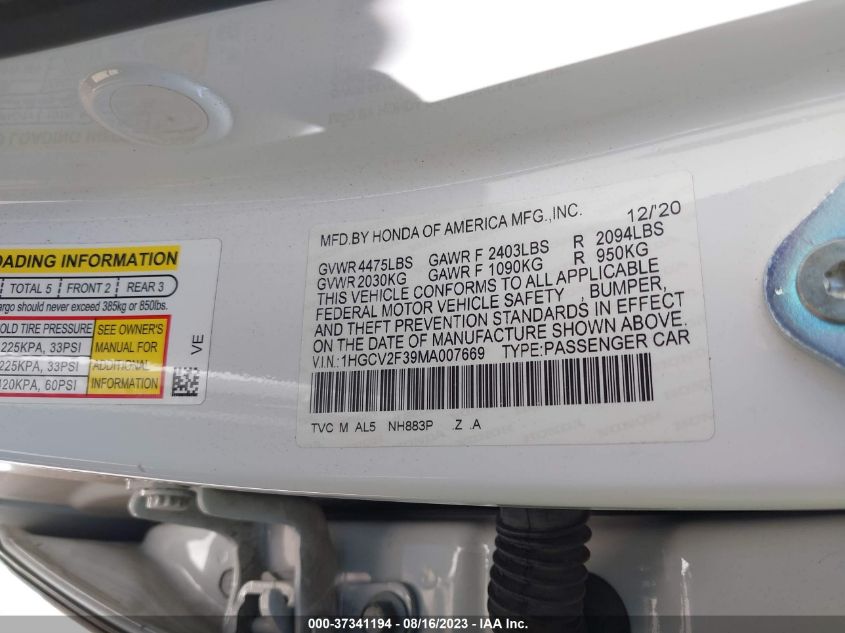 MFD.BY HONDA OF AMERICA MFG.,INC. 12/'20
GVWR 4475LBS GAWR F 2403LBS R 2094LBS
GVWR 2030KG GAWR F 1090KG R 950KG
THIS VEHICLE CONFORMS TO ALL APPLICABLE
FEDERAL MOTOR VEHICLE SAFETY , BUMPER,
AND THEFT PREVENTION STANDARDS IN EFFECT
ON THE DATE OF MANUFACTURE SHOWN ABOVE.
V.I.N.: 1HGCV2F39MA007669 TYPE:PASSENGER CAR
TVC M AL5 NH883P .Z .A
LOADING INFORMATION
TOTAL 5 FRONT 2 REAR 3
should never exceed 385kg or 850lbs.
TIRE PRESSURE SEE OWNER'S
225KPA, 33PSI MANUAL FOR
225KPA, 33PSI ADDITIONAL
420KPA, 60PSI INFORMATION
VE
000-37341194 - 08/16/2023 - IAA Inc.